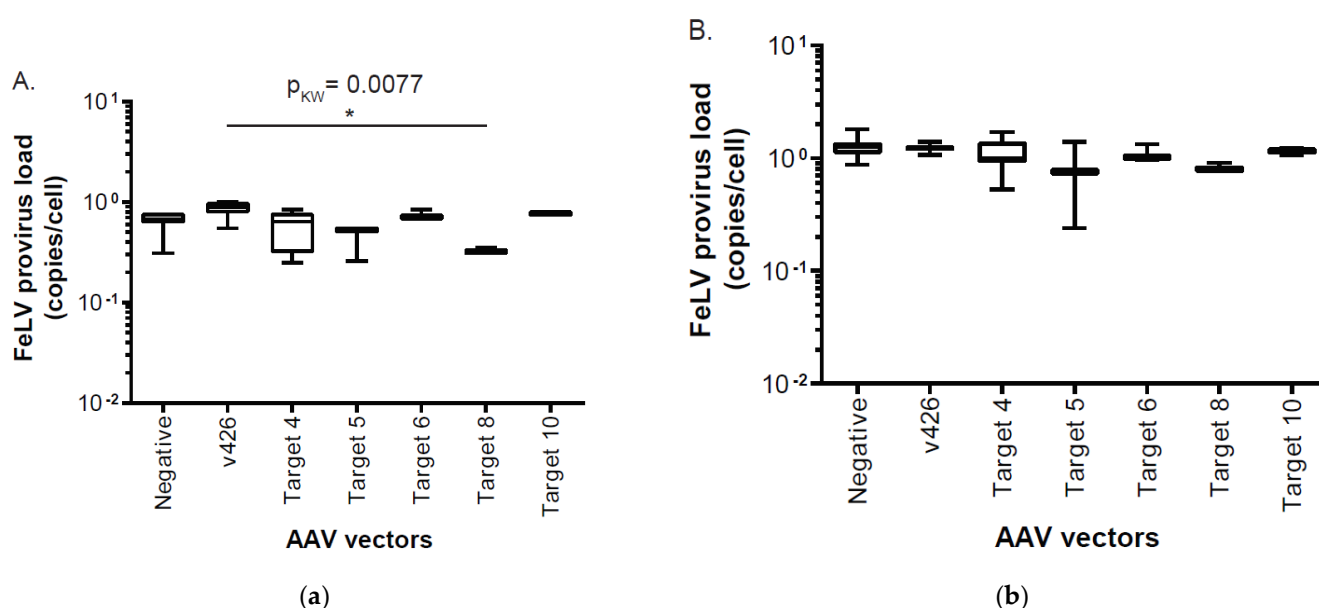 A.
p_KW = 0.0077
*
FeLV provirus load
(copies/cell)
10^1
10^0
10^-1
10^-2
Negative
v426
Target 4
Target 5
Target 6
Target 8
Target 10
AAV vectors
(a)
B.
FeLV provirus load
(copies/cell)
10^1
10^0
10^-1
10^-2
Negative
v426
Target 4
Target 5
Target 6
Target 8
Target 10
AAV vectors
(b)